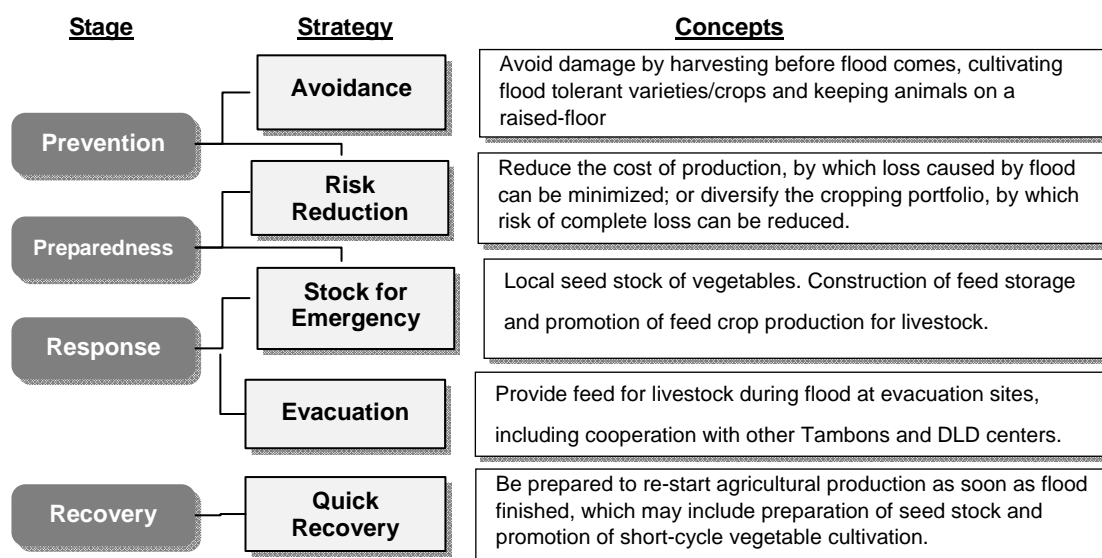 Stage Strategy Concepts
Prevention
Preparedness
Response
Recovery
Avoidance
Risk
Reduction
Stock for
Emergency
Evacuation
Quick
Recovery
Avoid damage by harvesting before flood comes, cultivating
flood tolerant varieties/crops and keeping animals on a
raised-floor
Reduce the cost of production, by which loss caused by flood
can be minimized; or diversify the cropping portfolio, by which
risk of complete loss can be reduced.
Local seed stock of vegetables. Construction of feed storage
and promotion of feed crop production for livestock.
Provide feed for livestock during flood at evacuation sites,
including cooperation with other Tambons and DLD centers.
Be prepared to re-start agricultural production as soon as flood
finished, which may include preparation of seed stock and
promotion of short-cycle vegetable cultivation.